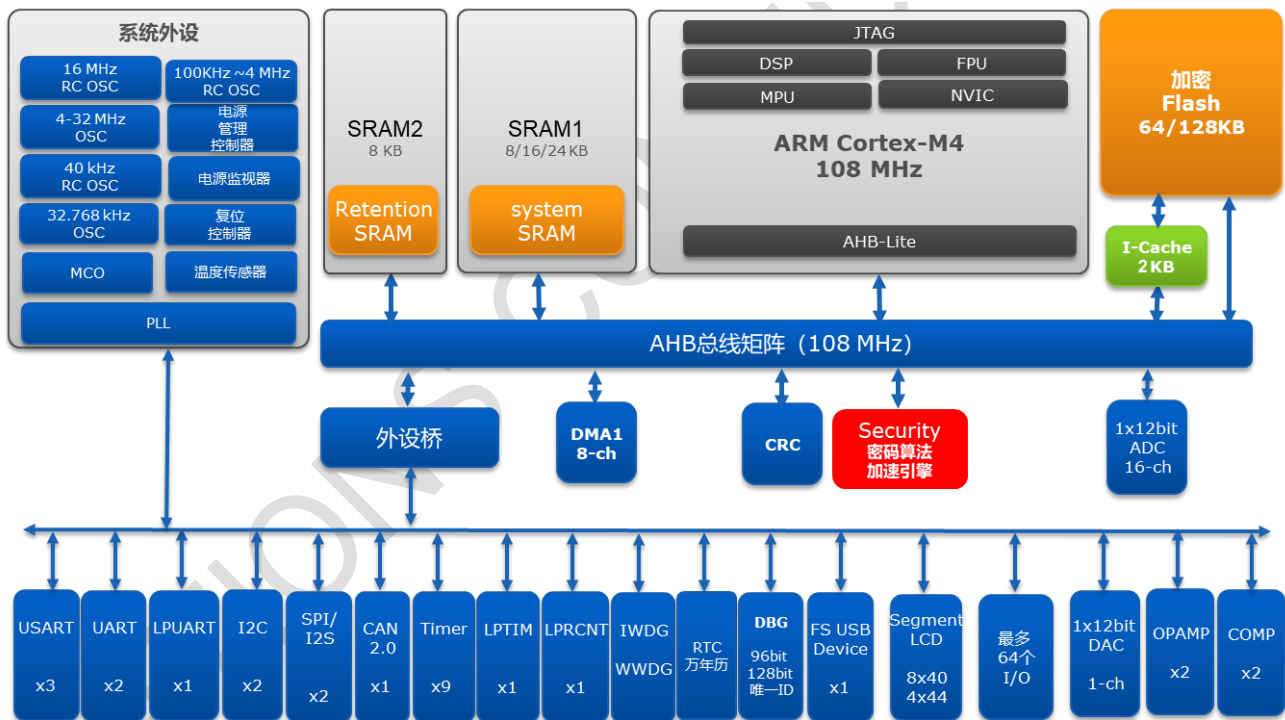 系统外设
16 MHz
RC OSC
100KHz ~4 MHz
RC OSC
4-32 MHz
OSC
电源
管理
控制器
40 kHz
RC OSC
电源监视器
32.768 kHz
OSC
复位
控制器
MCO
温度传感器
PLL
SRAM2
8 KB
Retention
SRAM
SRAM1
8/16/24KB
system
SRAM
JTAG
DSP
FPU
MPU
NVIC
ARM Cortex-M4
108 MHz
AHB-Lite
加密
Flash
64/128KB
I-Cache
2KB
AHB总线矩阵（108 MHz）
外设桥
DMA1
8-ch
CRC
Security
密码算法
加速引擎
1x12bit
ADC
16-ch
USART
x3
UART
x2
LPUART
x1
I2C
x2
SPI/
I2S
x2
CAN
2.0
x1
Timer
x9
LPTIM
x1
LPRCNT
x1
IWDG
WWDG
RTC
万年历
DBG
96bit
128bit
唯一ID
FS USB
Device
x1
Segment
LCD
8x40
4x44
最多
64个
I/O
1x12bit
DAC
1-ch
OPAMP
x2
COMP
x2